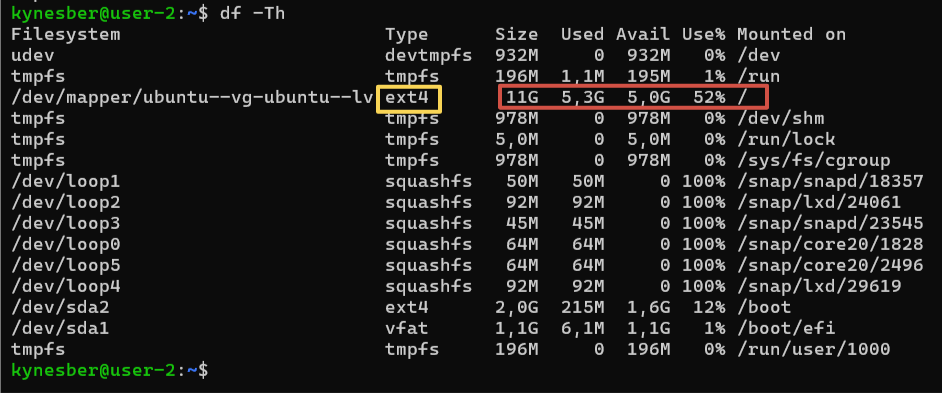 kynesber@user-2:~$ df -Th
Filesystem Type Size Used Avail Use% Mounted on
udev devtmpfs 932M 0 932M 0% /dev
tmpfs tmpfs 196M 1,1M 195M 1% /run
/dev/mapper/ubuntu--vg-ubuntu--lv ext4 11G 5,3G 5,0G 52% /
tmpfs tmpfs 978M 0 978M 0% /dev/shm
tmpfs tmpfs 5,0M 0 5,0M 0% /run/lock
tmpfs tmpfs 978M 0 978M 0% /sys/fs/cgroup
/dev/loop1 squashfs 50M 50M 0 100% /snap/snapd/18357
/dev/loop2 squashfs 92M 92M 0 100% /snap/lxd/24061
/dev/loop3 squashfs 45M 45M 0 100% /snap/snapd/23545
/dev/loop0 squashfs 64M 64M 0 100% /snap/core20/1828
/dev/loop5 squashfs 64M 64M 0 100% /snap/core20/2496
/dev/loop4 squashfs 92M 92M 0 100% /snap/lxd/29619
/dev/sda2 ext4 2,0G 215M 1,6G 12% /boot
/dev/sda1 vfat 1,1G 6,1M 1,1G 1% /boot/efi
tmpfs tmpfs 196M 0 196M 0% /run/user/1000
kynesber@user-2:~$